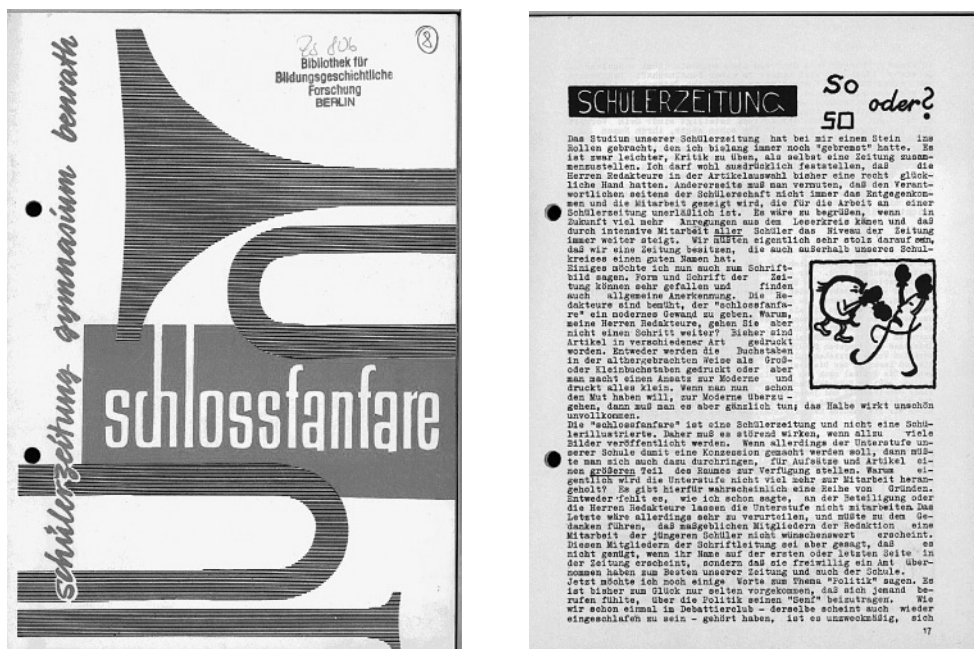 schülerzeitung gymnasium benrath
8
Zs 806
Bibliothek für
Bildungsgeschichtliche
Forschung
BERLIN
schlossfanfare
SCHÜLERZEITUNG
So
oder?
SO
Das Studium unserer Schülerzeitung hat bei mir einen Stein ins
Rollen gebracht, den ich bislang immer noch "gebremst" hatte. Es
ist zwar leichter, Kritik zu üben, als selbst eine Zeitung zusam-
menzustellen. Ich darf wohl ausdrücklich feststellen, daß die
Herren Redakteure in der Artikelauswahl bisher eine recht glück-
liche Hand hatten. Andererseits muß man vermuten, daß den Verant-
wortlichen seitens der Schülerschaft nicht immer das Entgegenkom-
men und die Mitarbeit gezeigt wird, die für die Arbeit an einer
Schülerzeitung unerläßlich ist. Es wäre zu begrüßen, wenn in
Zukunft viel mehr Anregungen aus dem Leserkreis kämen und daß
durch intensive Mitarbeit aller Schüler das Niveau der Zeitung
immer weiter steigt. Wir müßten eigentlich sehr stolz darauf sein,
daß wir eine Zeitung besitzen, die auch außerhalb unseres Schul-
kreises einen guten Namen hat.
Einiges möchte ich nun auch zum Schrift-
bild sagen. Form und Schrift der Zei-
tung können sehr gefallen und finden
auch allgemeine Anerkennung. Die Re-
dakteure sind bemüht, der "schlossfanfa-
re" ein modernes Gewand zu geben. Warum,
meine Herren Redakteure, gehen Sie aber
nicht einen Schritt weiter? Bisher sind
Artikel in verschiedener Art gedruckt
worden. Entweder werden die Buchstaben
in der althergebrachten Weise als Groß-
oder Kleinbuchstaben gedruckt oder aber
man macht einen Ansatz zur Moderne und
druckt alles klein. Wenn man nun schon
den Mut haben will, zur Moderne überzu-
gehen, dann muß man es aber gänzlich tun; das Halbe wirkt unschön
unvollkommen.
Die "schlossfanfare" ist eine Schülerzeitung und nicht eine Schü-
lerillustrierte. Daher muß es störend wirken, wenn allzu viele
Bilder veröffentlicht werden. Wenn allerdings der Unterstufe un-
serer Schule damit eine Konzession gemacht werden soll, dann müß-
te man sich auch dazu durchringen, für Aufsätze und Artikel ei-
nen größeren Teil des Raumes zur Verfügung stellen. Warum ei-
gentlich wird die Unterstufe nicht viel mehr zur Mitarbeit heran-
geholt? Es gibt hierfür wahrscheinlich eine Reihe von Gründen.
Entweder fehlt es, wie ich schon sagte, an der Beteiligung oder
die Herren Redakteure lassen die Unterstufe nicht mitarbeiten. Das
Letzte wäre allerdings sehr zu verurteilen, und müßte zu dem Ge-
danken führen, daß maßgeblichen Mitgliedern der Redaktion eine
Mitarbeit der jüngeren Schüler nicht wünschenswert erscheint.
Diesen Mitgliedern der Schriftleitung sei aber gesagt, daß es
nicht genügt, wenn ihr Name auf der ersten oder letzten Seite in
der Zeitung erscheint, sondern daß sie freiwillig ein Amt über-
nommen haben zum Besten unserer Zeitung und auch der Schule.
Jetzt möchte ich noch einige Worte zum Thema "Politik" sagen. Es
ist bisher zum Glück nur selten vorgekommen, daß sich jemand be-
rufen fühlte, über die Politik seinen "Senf" beizutragen. Wie
wir schon einmal im Debattierclub - derselbe scheint auch wieder
eingeschlafen zu sein - gehört haben, ist es unzweckmäßig, sich
17